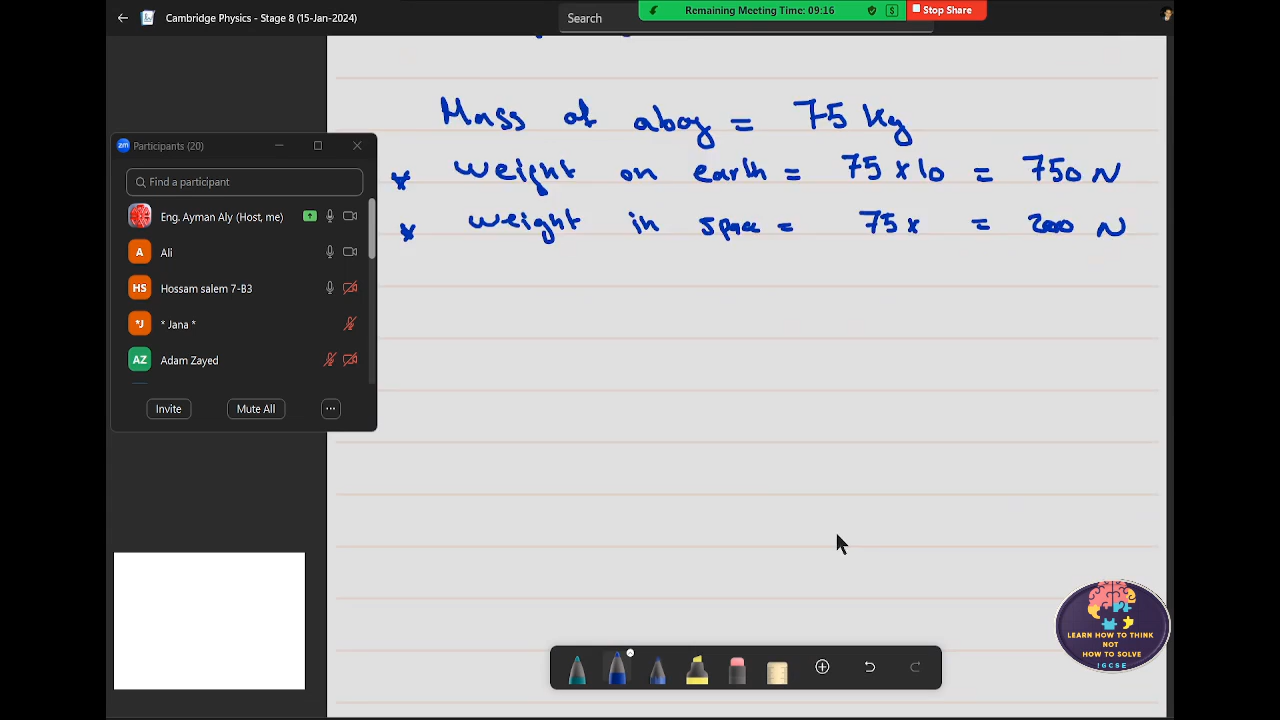 Cambridge Physics - Stage 8 (15-Jan-2024)
Search
Remaining Meeting Time: 09:16
$
Stop Share
Mass of aboy = 75 kg
* weight on earth = 75 x 10 = 750 N
* weight in space = 75 x = 200 N
zm Participants (20)
Find a participant
Eng. Ayman Aly (Host, me)
A Ali
HS Hossam salem 7-B3
*J * Jana *
AZ Adam Zayed
Invite Mute All ...
LEARN HOW TO THINK
NOT
HOW TO SOLVE
IGCSE